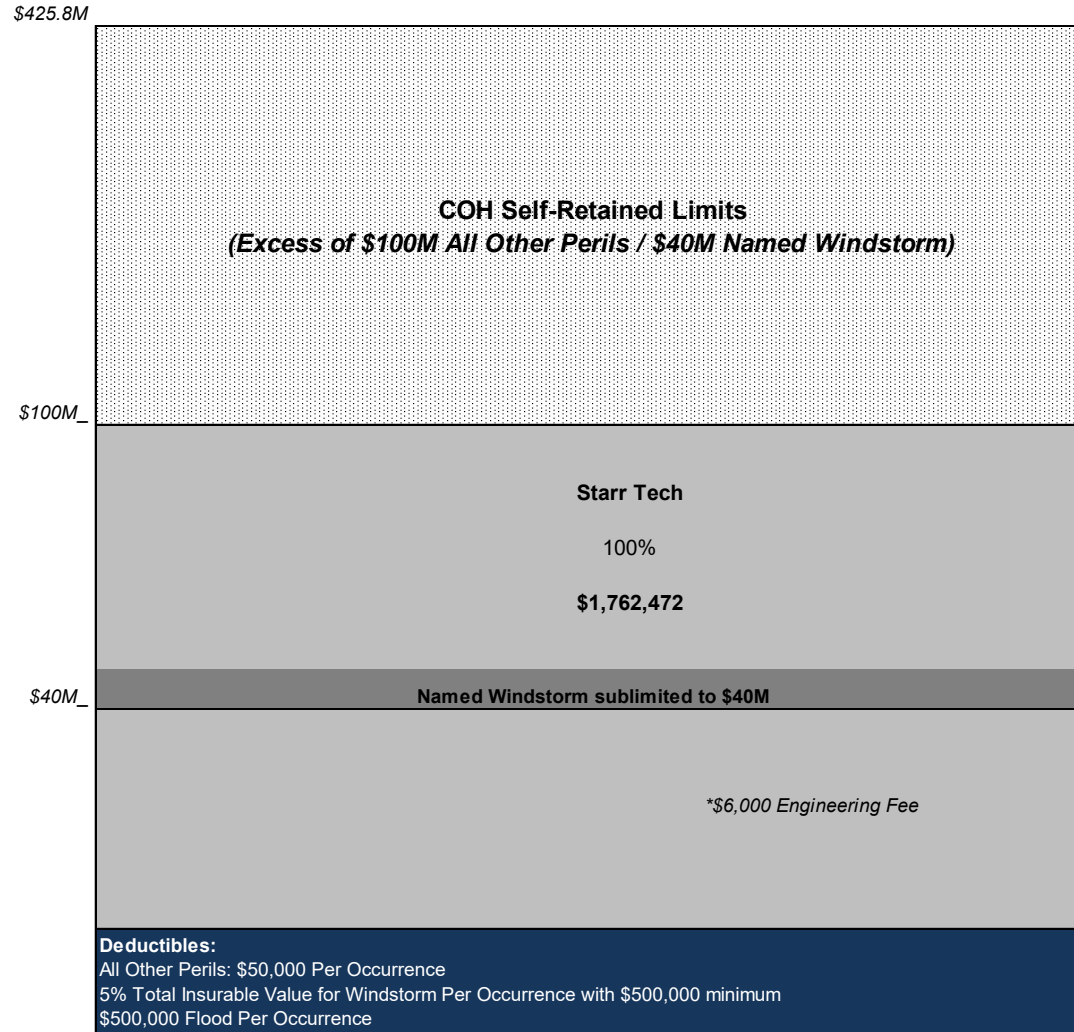 $425.8M
COH Self-Retained Limits
(Excess of $100M All Other Perils / $40M Named Windstorm)
$100M_
Starr Tech
100%
$1,762,472
$40M_
Named Windstorm sublimited to $40M
*$6,000 Engineering Fee
Deductibles:
All Other Perils: $50,000 Per Occurrence
5% Total Insurable Value for Windstorm Per Occurrence with $500,000 minimum
$500,000 Flood Per Occurrence